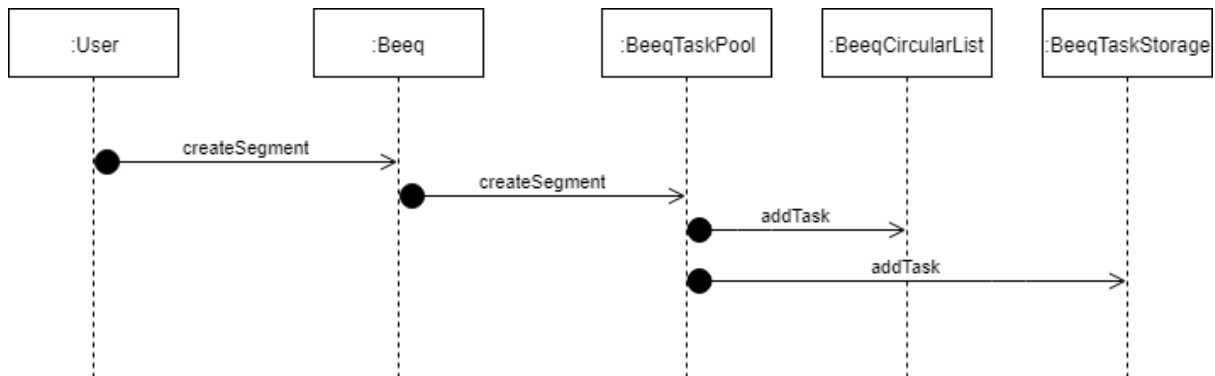 :User
:Beeq
:BeeqTaskPool
:BeeqCircularList
:BeeqTaskStorage
createSegment
createSegment
addTask
addTask